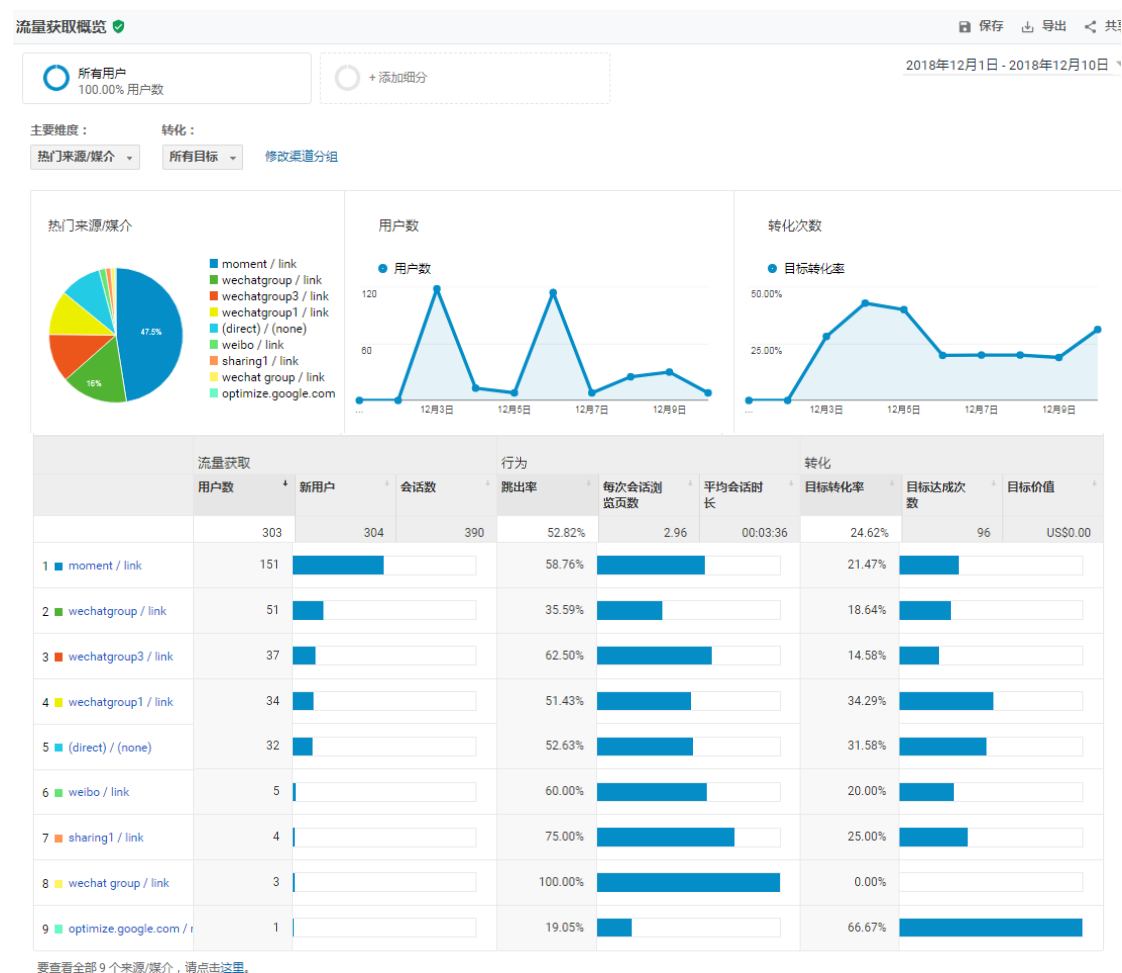 流量获取概览
保存 导出 共享
所有用户
100.00% 用户数
+ 添加细分
2018年12月1日 - 2018年12月10日
主要维度：
转化：
热门来源/媒介
所有目标
修改渠道分组
热门来源/媒介
47.5%
16%
moment / link
wechatgroup / link
wechatgroup3 / link
wechatgroup1 / link
(direct) / (none)
weibo / link
sharing1 / link
wechat group / link
optimize.google.com
用户数
用户数
120
60
... 12月3日 12月5日 12月7日 12月9日
转化次数
目标转化率
50.00%
25.00%
... 12月3日 12月5日 12月7日 12月9日
流量获取 行为 转化
用户数 新用户 会话数 跳出率 每次会话浏览页数 平均会话时长 目标转化率 目标达成次数 目标价值
303 304 390 52.82% 2.96 00:03:36 24.62% 96 US$0.00
1 moment / link 151 58.76% 21.47%
2 wechatgroup / link 51 35.59% 18.64%
3 wechatgroup3 / link 37 62.50% 14.58%
4 wechatgroup1 / link 34 51.43% 34.29%
5 (direct) / (none) 32 52.63% 31.58%
6 weibo / link 5 60.00% 20.00%
7 sharing1 / link 4 75.00% 25.00%
8 wechat group / link 3 100.00% 0.00%
9 optimize.google.com / r 1 19.05% 66.67%
要查看全部 9 个来源/媒介，请点击这里。